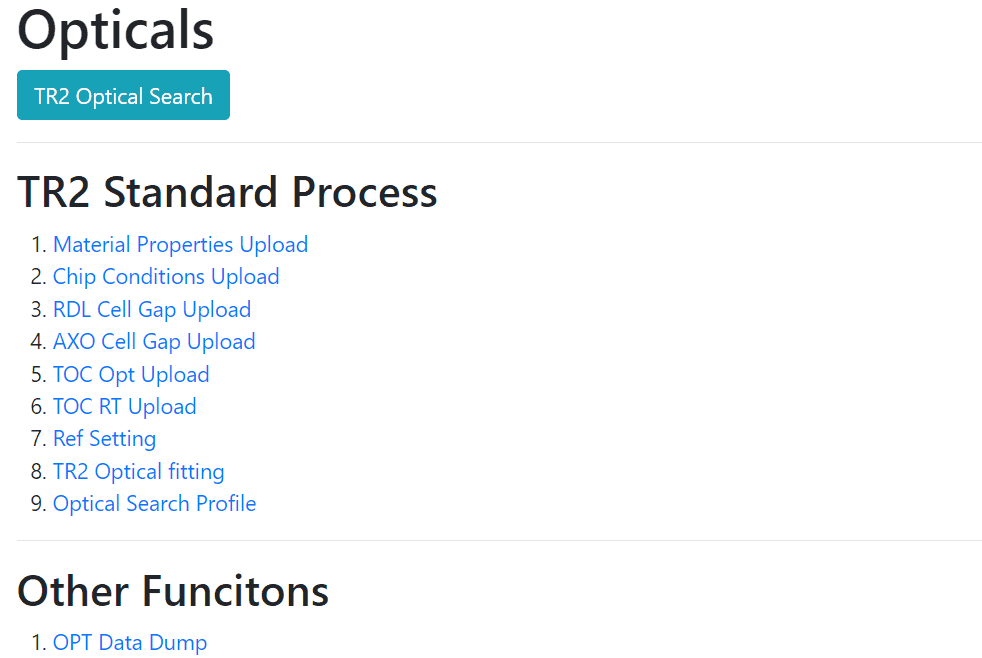 Opticals
TR2 Optical Search
TR2 Standard Process
1. Material Properties Upload
2. Chip Conditions Upload
3. RDL Cell Gap Upload
4. AXO Cell Gap Upload
5. TOC Opt Upload
6. TOC RT Upload
7. Ref Setting
8. TR2 Optical fitting
9. Optical Search Profile
Other Funcitons
1. OPT Data Dump